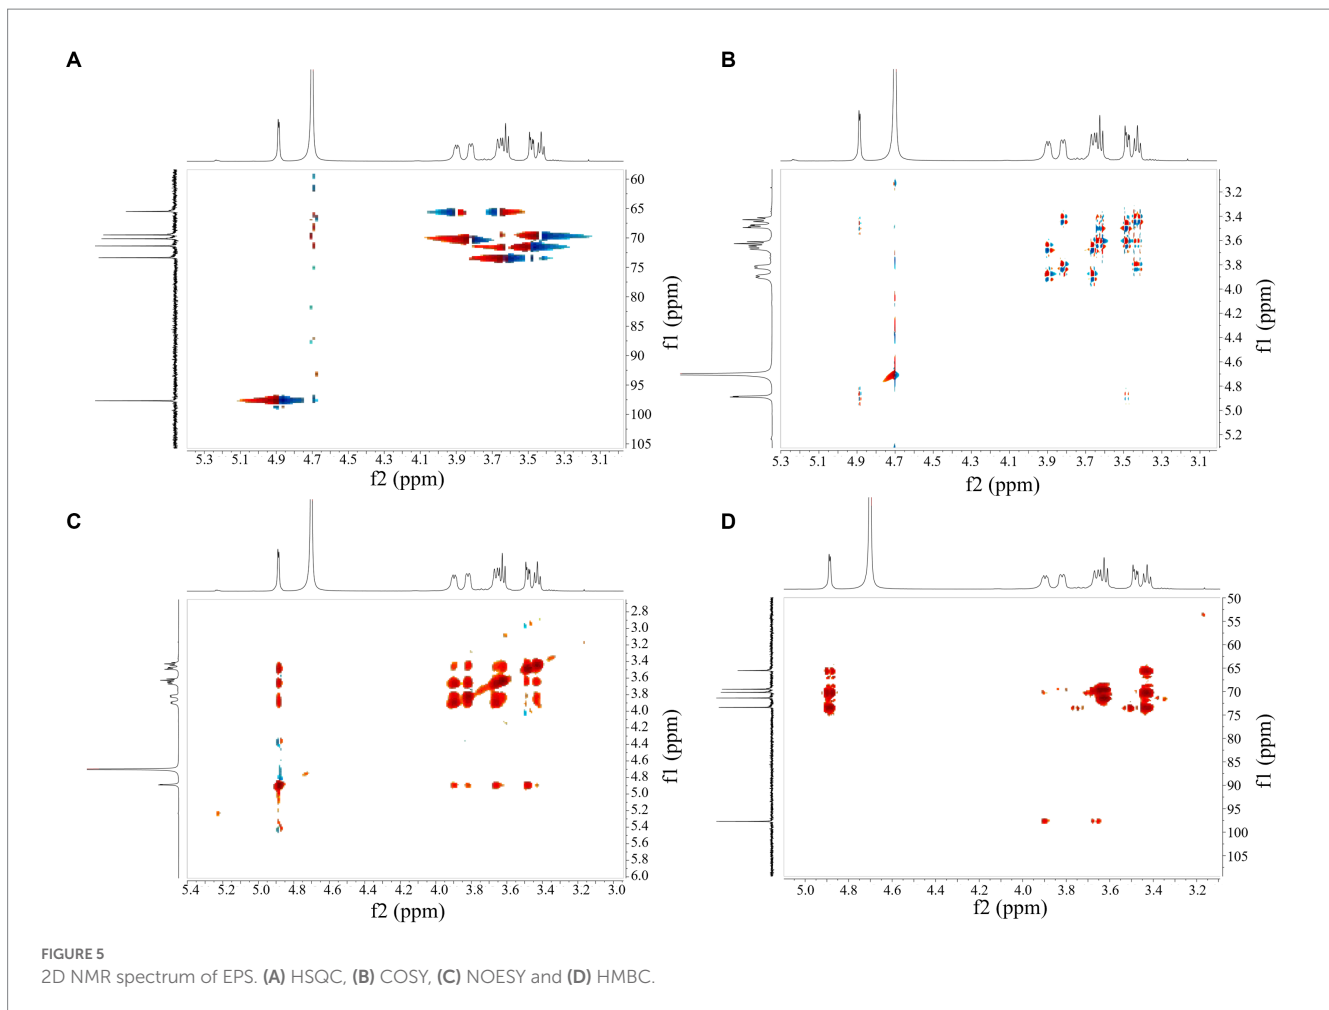 A
60
65
70
75
80
85
90
95
100
105
f1 (ppm)
5.3 5.1 4.9 4.7 4.5 4.3 4.1 3.9 3.7 3.5 3.3 3.1
f2 (ppm)
B
3.2
3.4
3.6
3.8
4.0
4.2
4.4
4.6
4.8
5.0
5.2
f1 (ppm)
5.3 5.1 4.9 4.7 4.5 4.3 4.1 3.9 3.7 3.5 3.3 3.1
f2 (ppm)
C
2.8
3.0
3.2
3.4
3.6
3.8
4.0
4.2
4.4
4.6
4.8
5.0
5.2
5.4
5.6
5.8
6.0
f1 (ppm)
5.4 5.2 5.0 4.8 4.6 4.4 4.2 4.0 3.8 3.6 3.4 3.2 3.0
f2 (ppm)
D
50
55
60
65
70
75
80
85
90
95
100
105
f1 (ppm)
5.0 4.8 4.6 4.4 4.2 4.0 3.8 3.6 3.4 3.2
f2 (ppm)
FIGURE 5
2D NMR spectrum of EPS. (A) HSQC, (B) COSY, (C) NOESY and (D) HMBC.